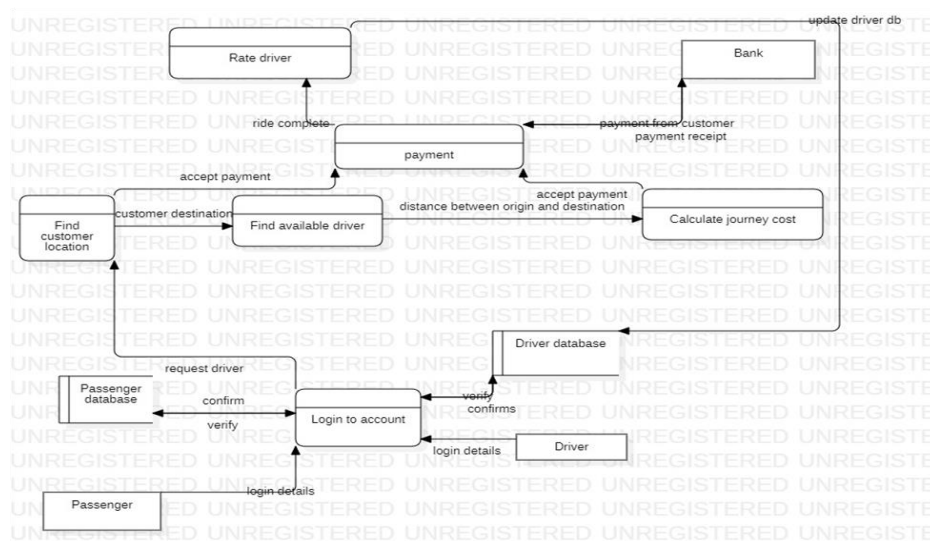 update driver db
Rate driver
Bank
ride complete
payment from customer
payment receipt
payment
accept payment
accept payment
customer destination
distance between origin and destination
Find
customer
location
Find available driver
Calculate journey cost
Driver database
request driver
Passenger
database
confirm
verify
verify
confirms
Login to account
login details
Driver
login details
Passenger
UNREGISTERED